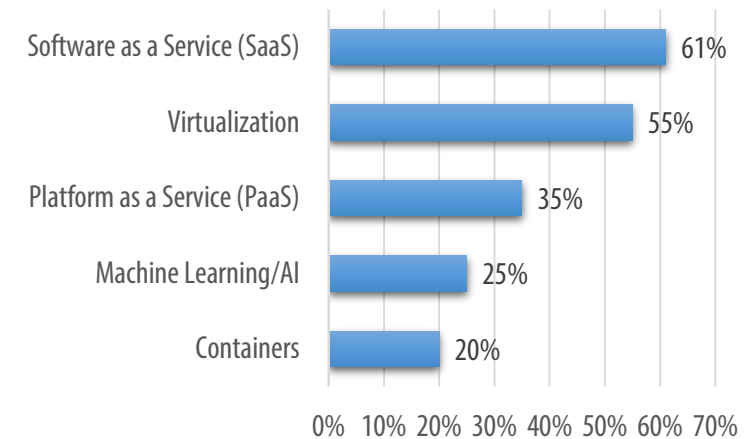 Software as a Service (SaaS) 61%
Virtualization 55%
Platform as a Service (PaaS) 35%
Machine Learning/AI 25%
Containers 20%
0% 10% 20% 30% 40% 50% 60% 70%